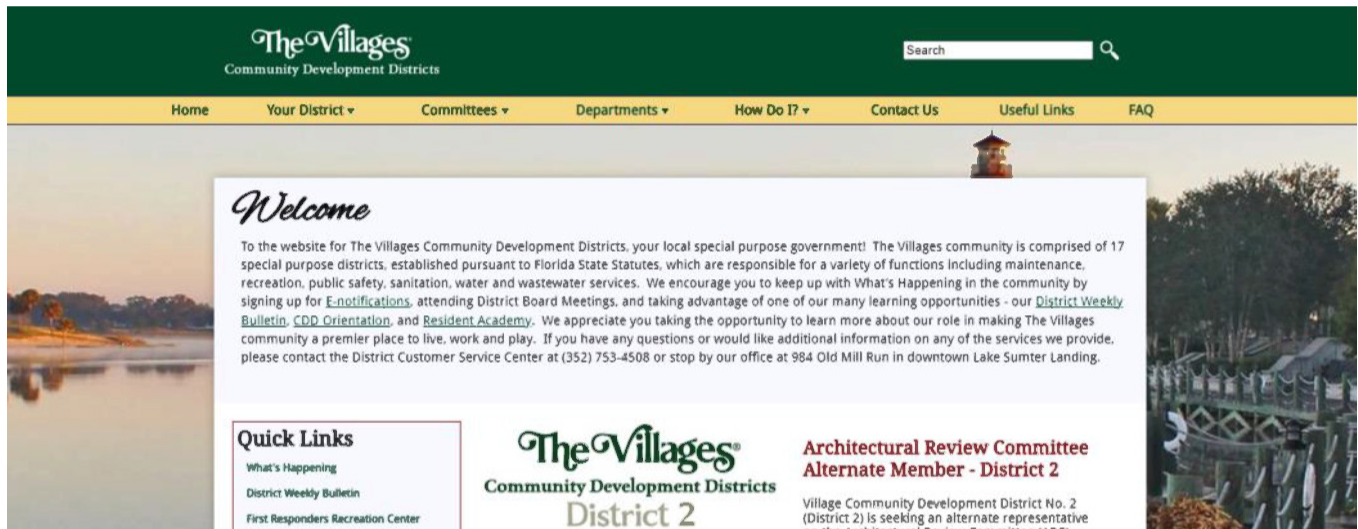 The Villages®
Community Development Districts
Search
Home Your District Committees Departments How Do I? Contact Us Useful Links FAQ
Welcome
To the website for The Villages Community Development Districts, your local special purpose government! The Villages community is comprised of 17
special purpose districts, established pursuant to Florida State Statutes, which are responsible for a variety of functions including maintenance,
recreation, public safety, sanitation, water and wastewater services. We encourage you to keep up with What's Happening in the community by
signing up for E-notifications, attending District Board Meetings, and taking advantage of one of our many learning opportunities - our District Weekly
Bulletin, CDD Orientation, and Resident Academy. We appreciate you taking the opportunity to learn more about our role in making The Villages
community a premier place to live, work and play. If you have any questions or would like additional information on any of the services we provide,
please contact the District Customer Service Center at (352) 753-4508 or stop by our office at 984 Old Mill Run in downtown Lake Sumter Landing.
Quick Links
What's Happening
District Weekly Bulletin
First Responders Recreation Center
The Villages®
Community Development Districts
District 2
Architectural Review Committee
Alternate Member - District 2
Village Community Development District No. 2
(District 2) is seeking an alternate representative